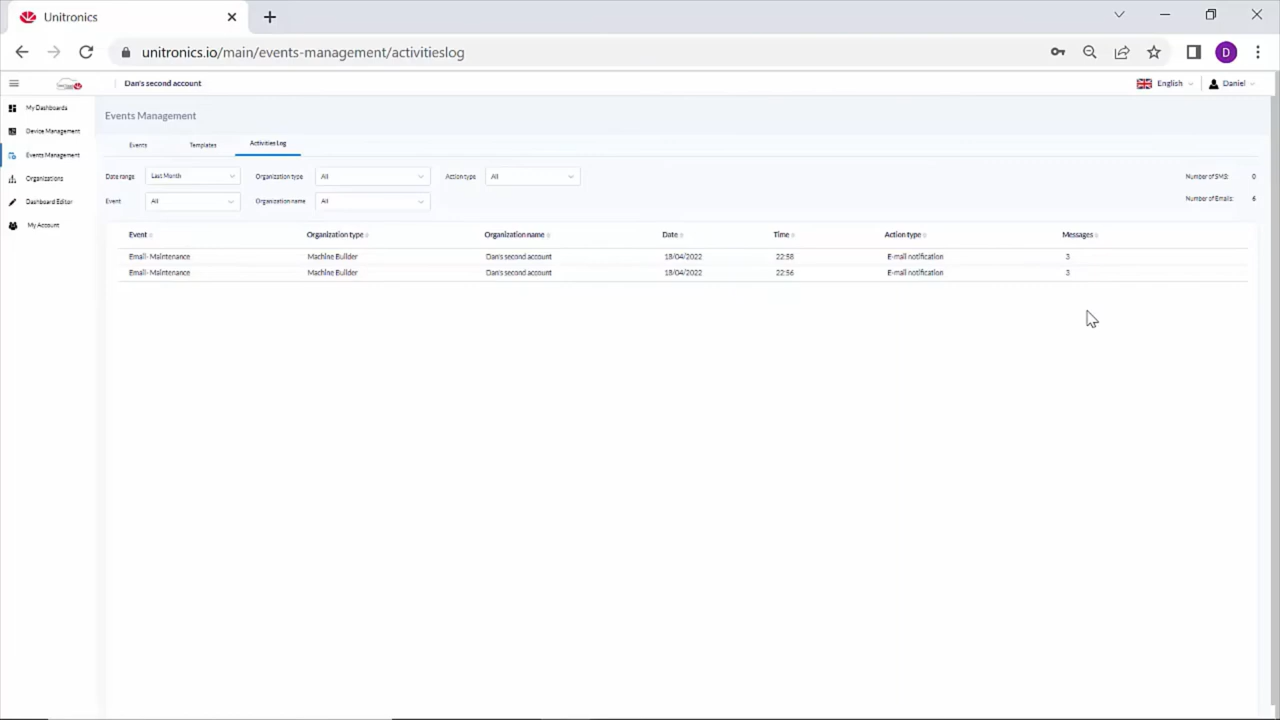 Unitronics
unitronics.io/main/events-management/activitieslog
D
Dan's second account
English
Daniel
My Dashboards
Device Management
Events Management
Organizations
Dashboard Editor
My Account
Events Management
Events
Templates
Activities Log
Date range
Last Month
Organization type
All
Action type
All
Number of SMS:
0
Event
All
Organization name
All
Number of Emails:
6
Event Organization type Organization name Date Time Action type Messages
Email- Maintenance Machine Builder Dan's second account 18/04/2022 22:58 E-mail notification 3
Email- Maintenance Machine Builder Dan's second account 18/04/2022 22:56 E-mail notification 3